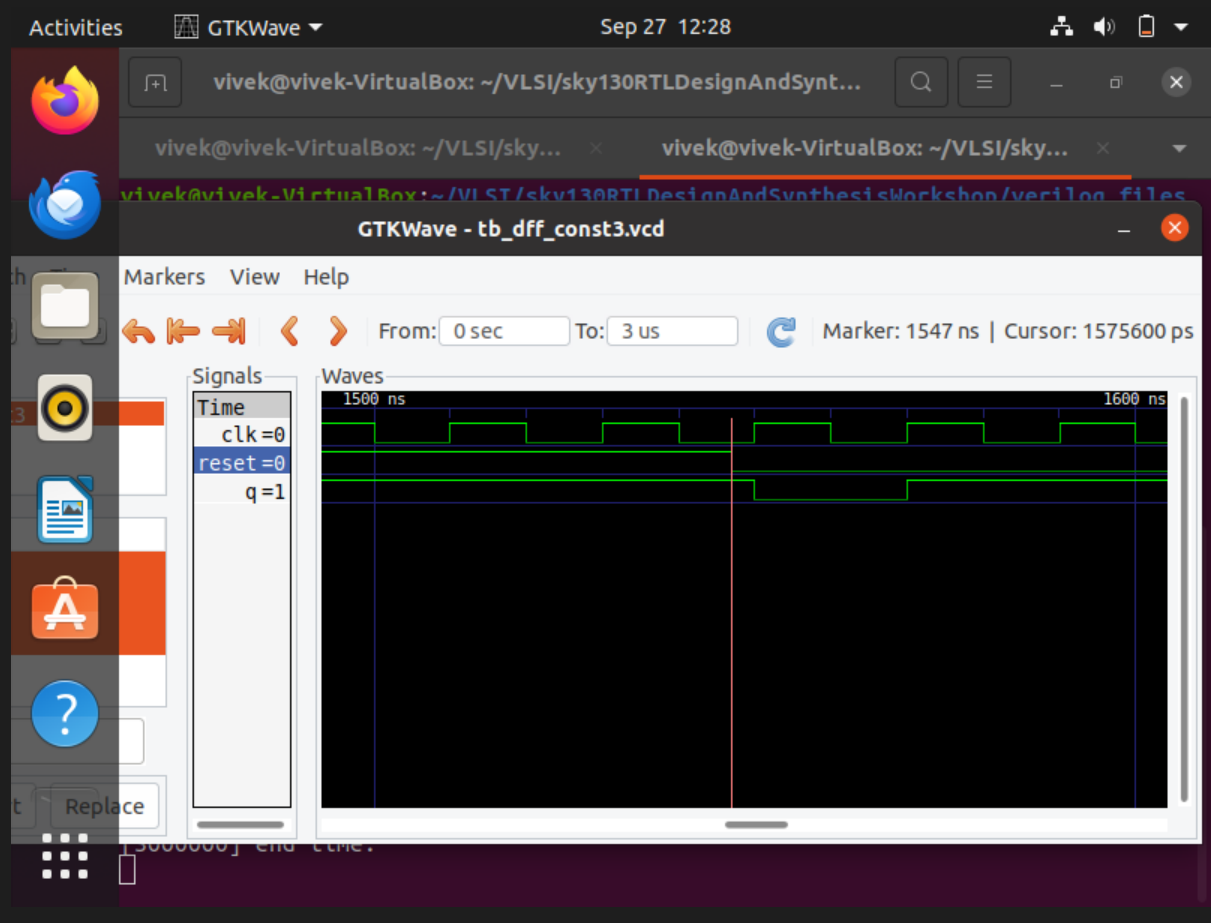 Activities GTKWave Sep 27 12:28
vivek@vivek-VirtualBox: ~/VLSI/sky130RTLDesignAndSynt...
vivek@vivek-VirtualBox: ~/VLSI/sky... vivek@vivek-VirtualBox: ~/VLSI/sky...
vivek@vivek-VirtualBox:~/VLSI/sky130RTLDesignAndSynthesisWorkshop/verilog_files
GTKWave - tb_dff_const3.vcd
Markers View Help
From: 0 sec To: 3 us Marker: 1547 ns | Cursor: 1575600 ps
Signals Waves
Time 1500 ns 1600 ns
clk =0
reset =0
q =1
Replace
[3000000] end time.
?